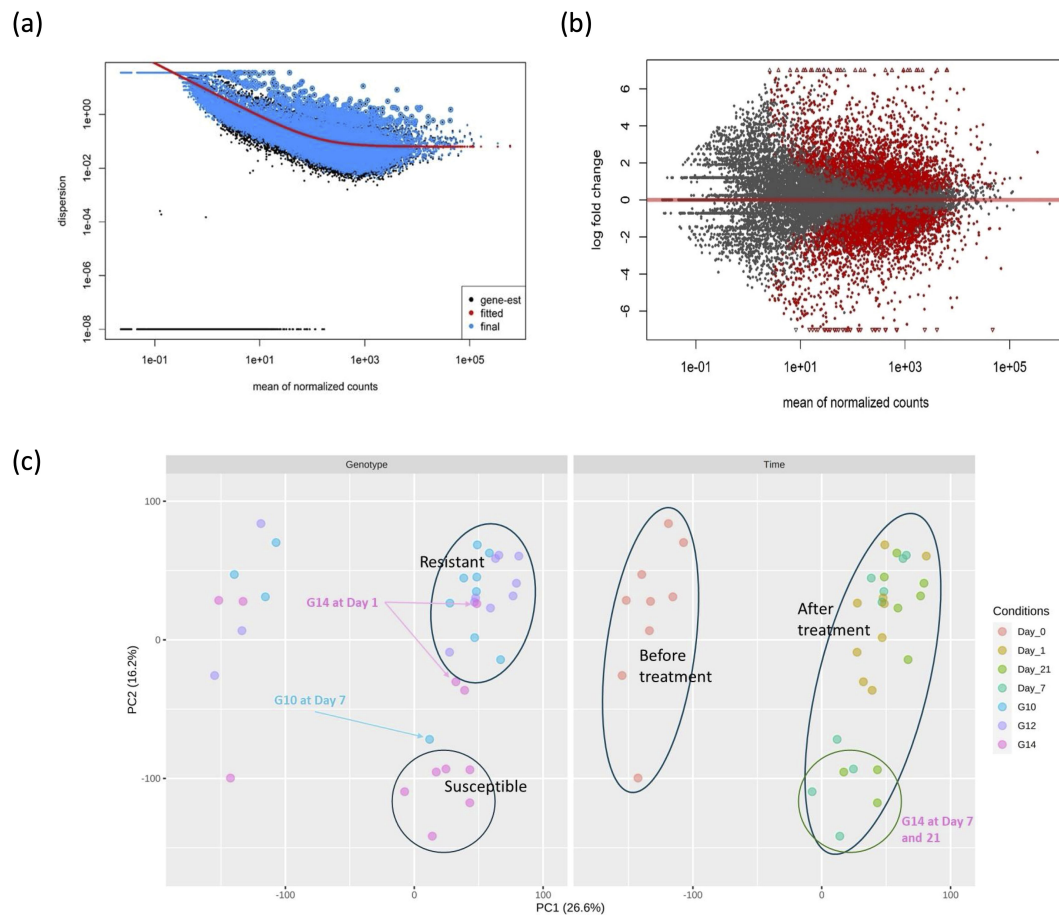 (a)
dispersion
1e+00
1e-02
1e-04
1e-06
1e-08
gene-est
fitted
final
1e-01
1e+01
1e+03
1e+05
mean of normalized counts
(b)
log fold change
6
4
2
0
-2
-4
-6
1e-01
1e+01
1e+03
1e+05
mean of normalized counts
(c)
Genotype
Time
PC2 (16.2%)
100
0
-100
Resistant
G14 at Day 1
G10 at Day 7
Susceptible
Before
treatment
After
treatment
G14 at Day 7
and 21
-100
0
100
-100
0
100
PC1 (26.6%)
Conditions
Day_0
Day_1
Day_21
Day_7
G10
G12
G14